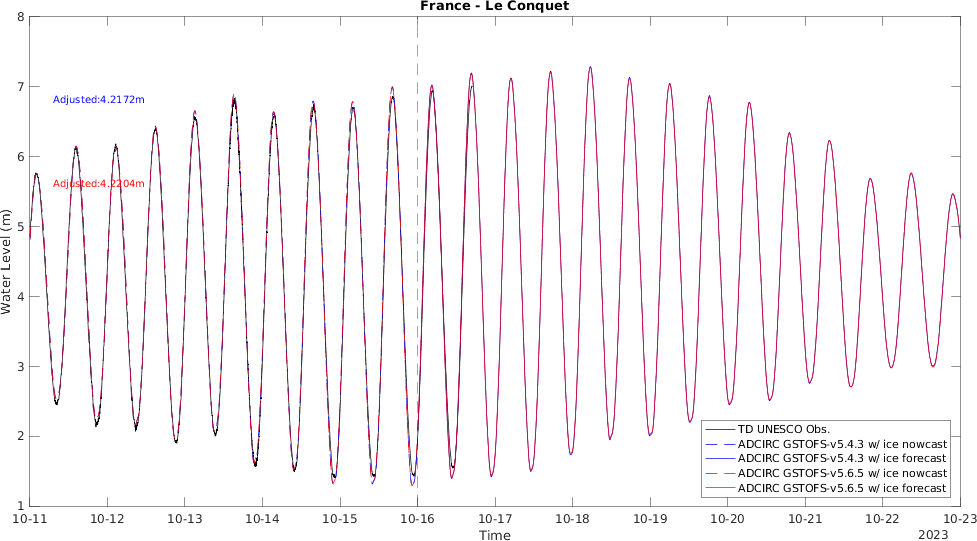 France - Le Conquet
8
7
6
5
4
3
2
1
Water Level (m)
Adjusted:4.2172m
Adjusted:4.2204m
TD UNESCO Obs.
ADCIRC GSTOFS-v5.4.3 w/ ice nowcast
ADCIRC GSTOFS-v5.4.3 w/ ice forecast
ADCIRC GSTOFS-v5.6.5 w/ ice nowcast
ADCIRC GSTOFS-v5.6.5 w/ ice forecast
10-11 10-12 10-13 10-14 10-15 10-16 10-17 10-18 10-19 10-20 10-21 10-22 10-23
Time
2023